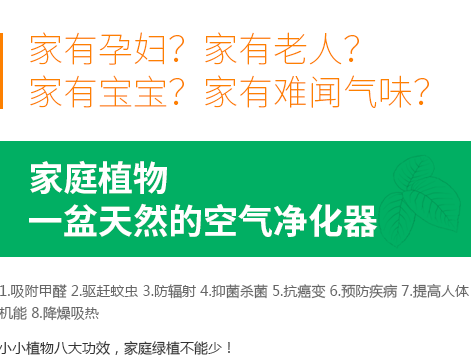 家有孕妇？家有老人？
家有宝宝？家有难闻气味？
家庭植物
一盆天然的空气净化器
1.吸附甲醛 2.驱赶蚊虫 3.防辐射 4.抑菌杀菌 5.抗癌变 6.预防疾病 7.提高人体
机能 8.降燥吸热
小小植物八大功效，家庭绿植不能少！